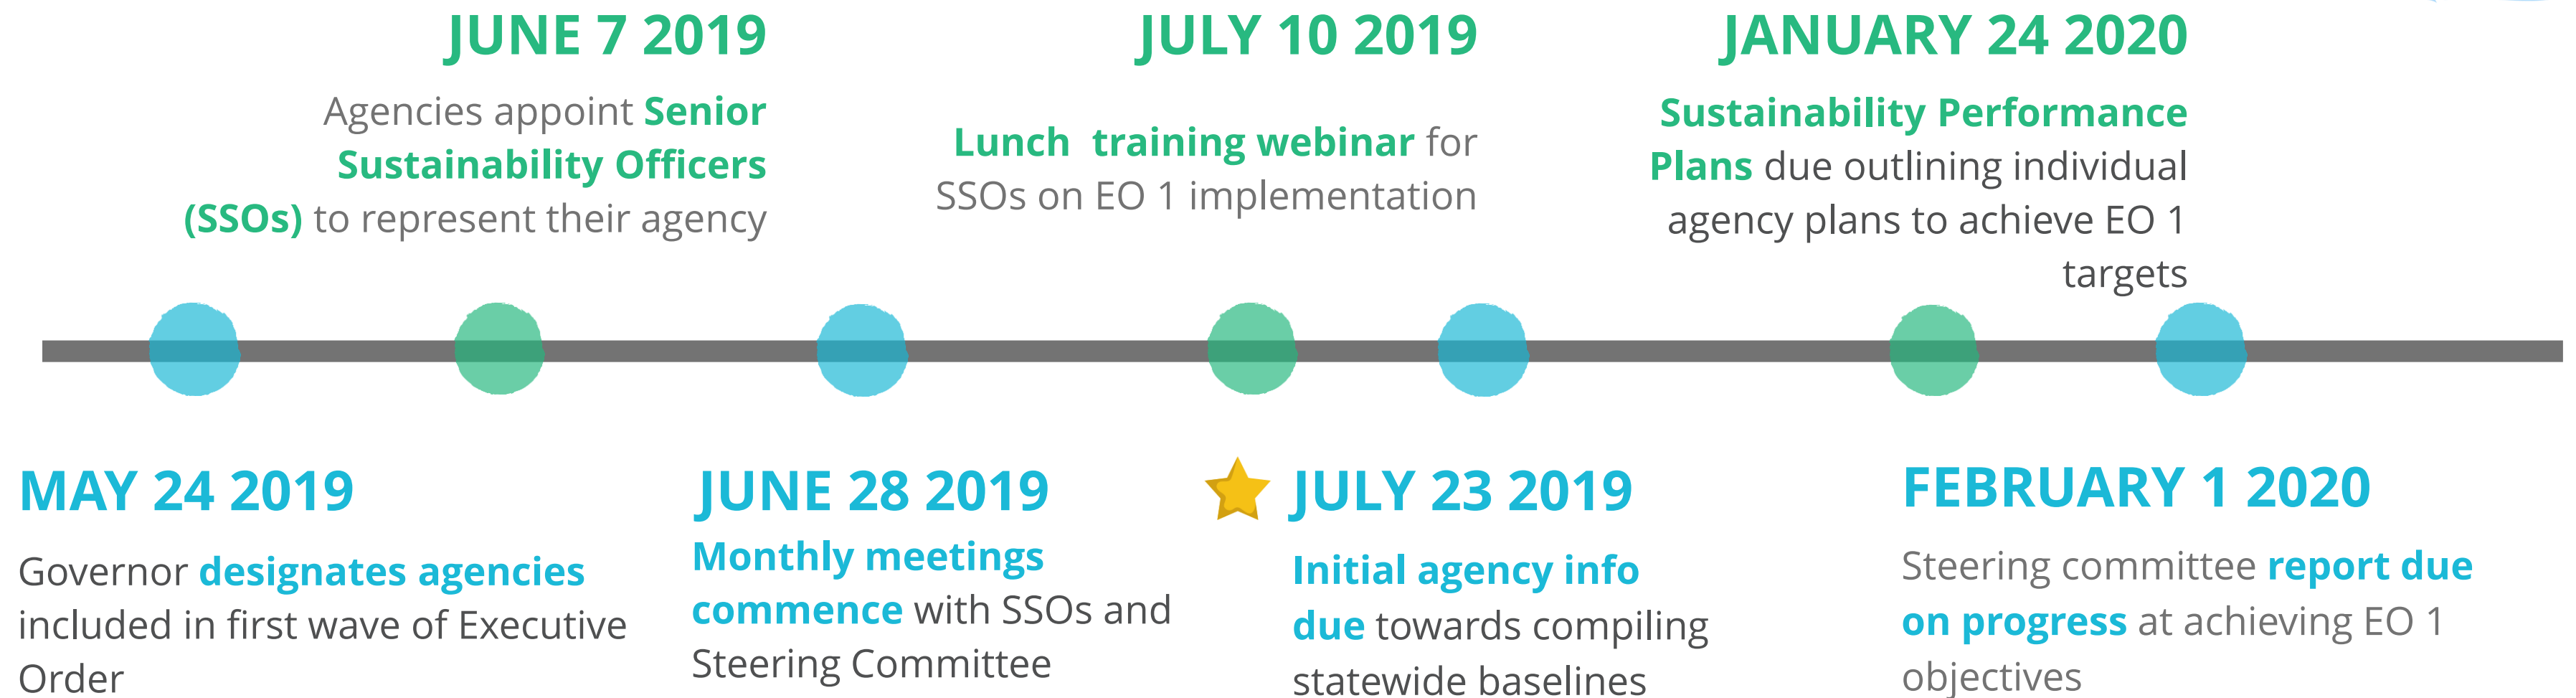 JUNE 7 2019
Agencies appoint Senior
Sustainability Officers
(SSOs) to represent their agency
JULY 10 2019
Lunch  training webinar for
SSOs on EO 1 implementation
JANUARY 24 2020
Sustainability Performance
Plans due outlining individual
agency plans to achieve EO 1
targets
MAY 24 2019
Governor designates agencies
included in first wave of Executive
Order
JUNE 28 2019
Monthly meetings
commence with SSOs and
Steering Committee
JULY 23 2019
Initial agency info
due towards compiling
statewide baselines
FEBRUARY 1 2020
Steering committee report due
on progress at achieving EO 1
objectives